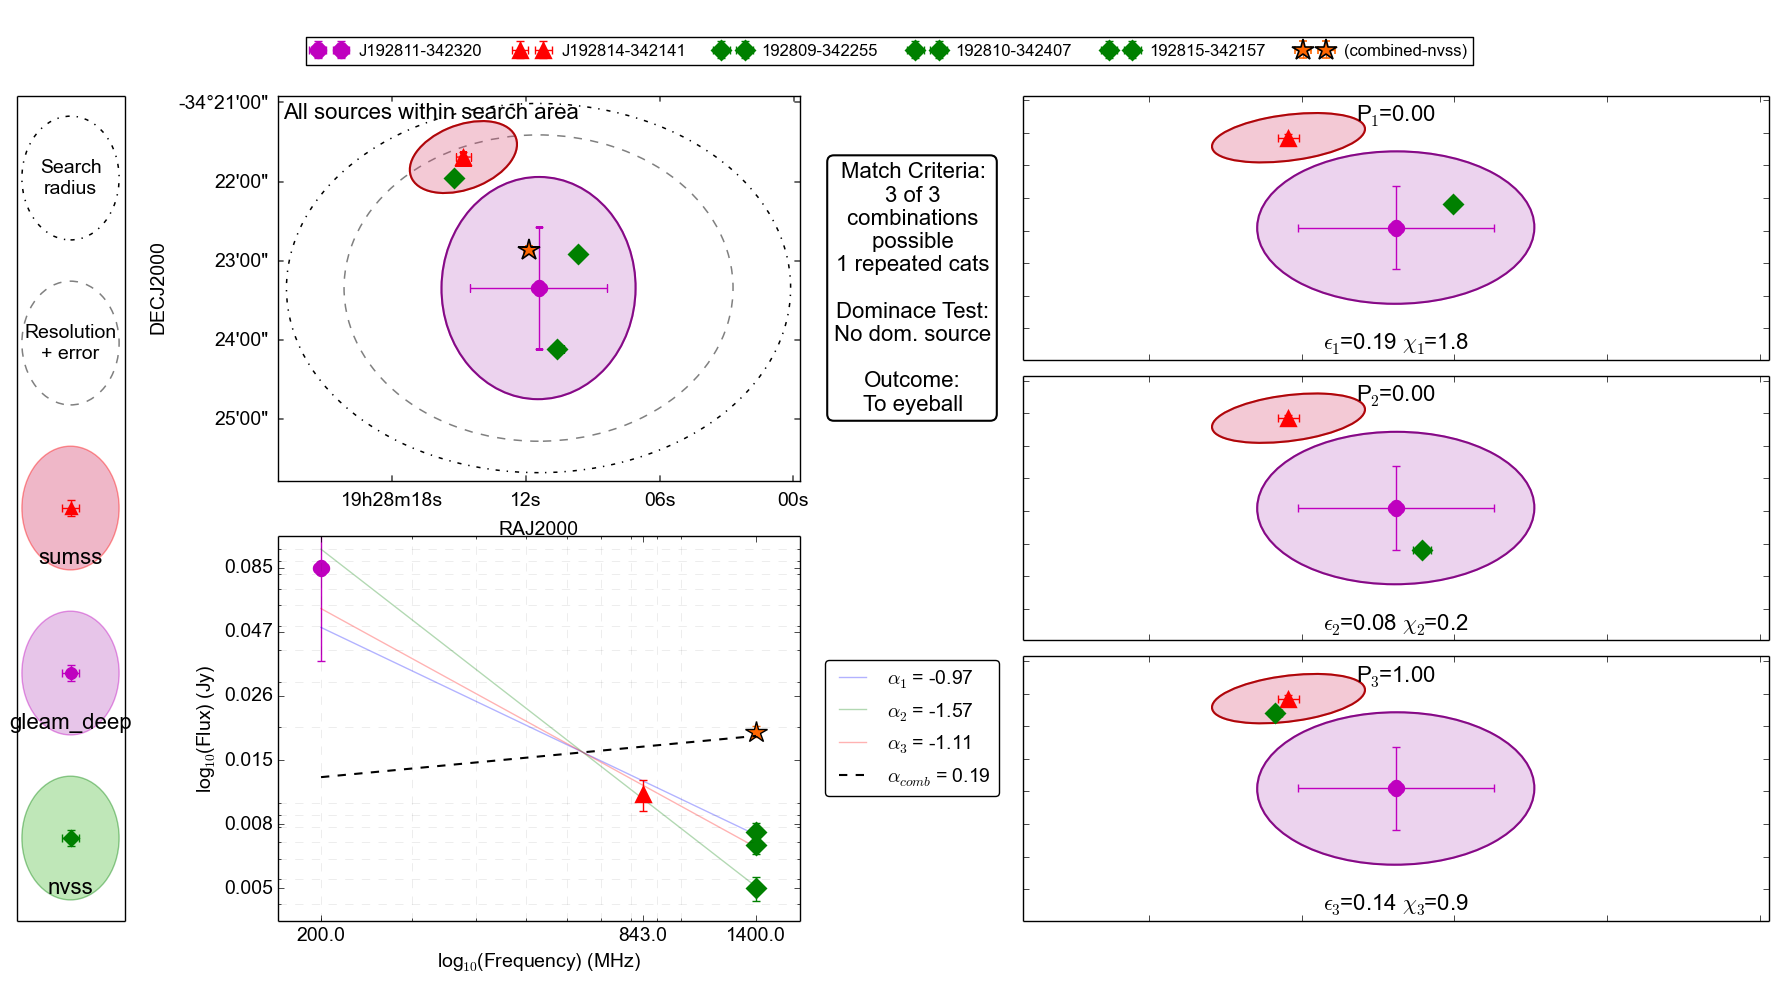 J192811-342320 J192814-342141 192809-342255 192810-342407 192815-342157 (combined-nvss)
Search
radius
Resolution
+ error
sumss
gleam_deep
nvss
All sources within search area
-34°21'00"
22'00"
23'00"
24'00"
25'00"
DECJ2000
19h28m18s 12s 06s 00s
RAJ2000
Match Criteria:
3 of 3
combinations
possible
1 repeated cats
Dominace Test:
No dom. source
Outcome:
To eyeball
P₁=0.00
ϵ₁=0.19 χ₁=1.8
P₂=0.00
ϵ₂=0.08 χ₂=0.2
P₃=1.00
ϵ₃=0.14 χ₃=0.9
0.085
0.047
0.026
0.015
0.008
0.005
log₁₀(Flux) (Jy)
200.0 843.0 1400.0
log₁₀(Frequency) (MHz)
α₁ = -0.97
α₂ = -1.57
α₃ = -1.11
α_comb = 0.19